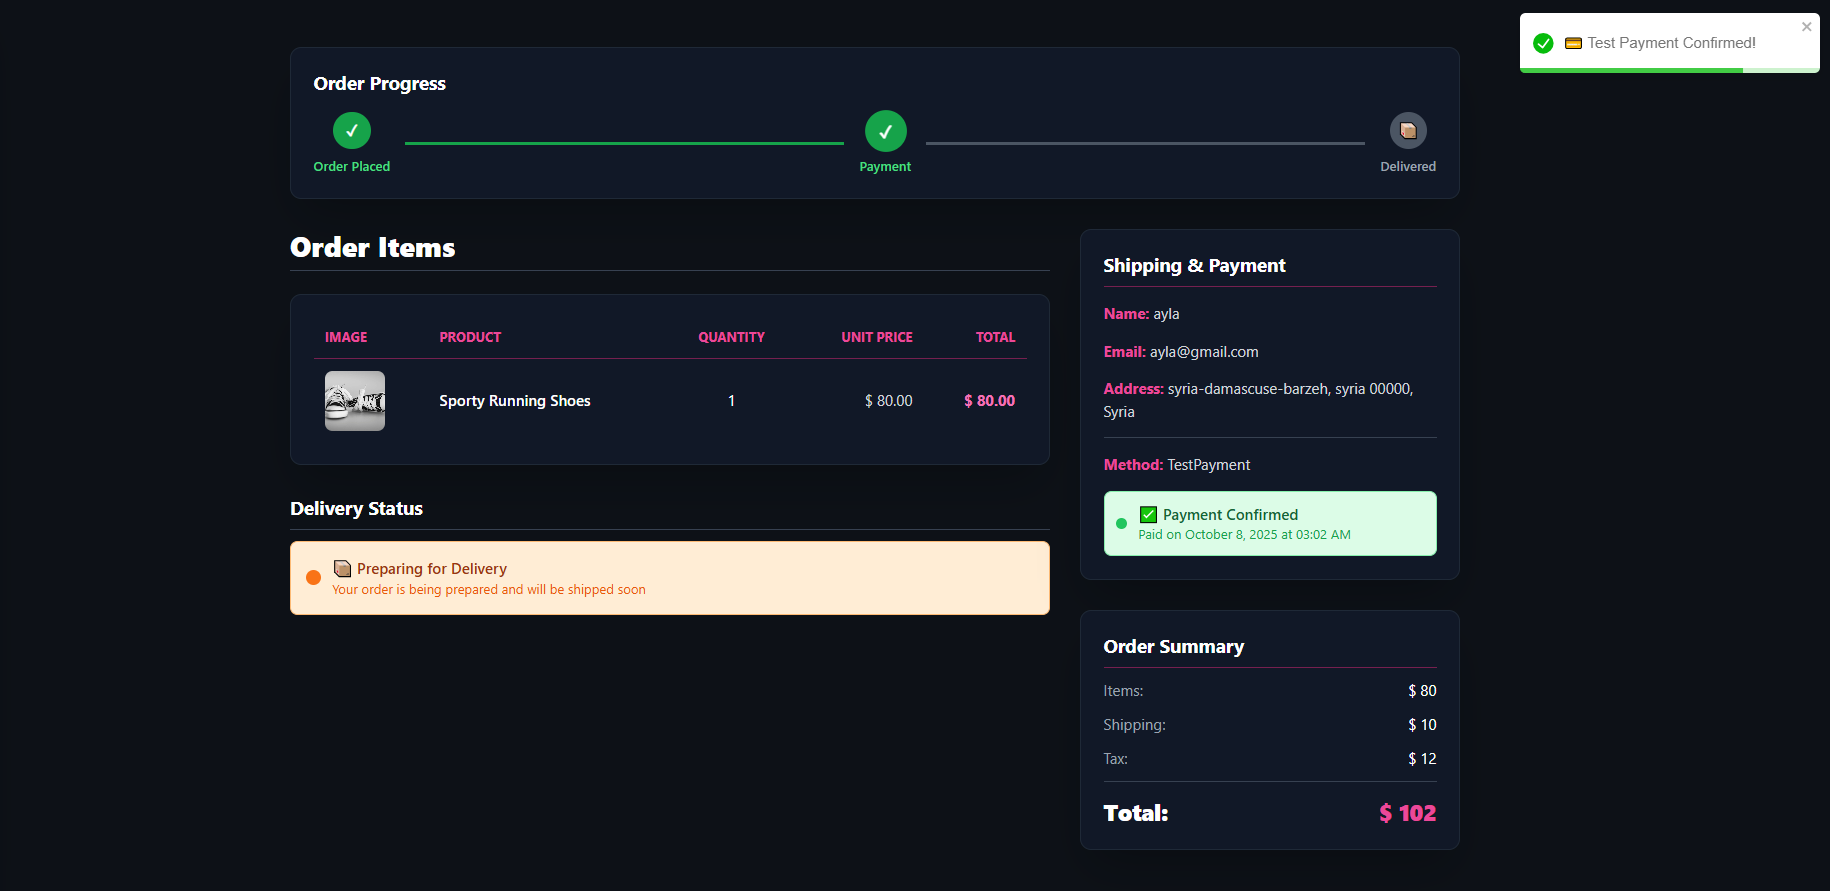 💳 Test Payment Confirmed!
Order Progress
Order Placed
Payment
Delivered
Order Items
IMAGE PRODUCT QUANTITY UNIT PRICE TOTAL
Sporty Running Shoes 1 $ 80.00 $ 80.00
Delivery Status
📦 Preparing for Delivery
Your order is being prepared and will be shipped soon
Shipping & Payment
Name: ayla
Email: ayla@gmail.com
Address: syria-damascuse-barzeh, syria 00000,
Syria
Method: TestPayment
✅ Payment Confirmed
Paid on October 8, 2025 at 03:02 AM
Order Summary
Items: $ 80
Shipping: $ 10
Tax: $ 12
Total: $ 102